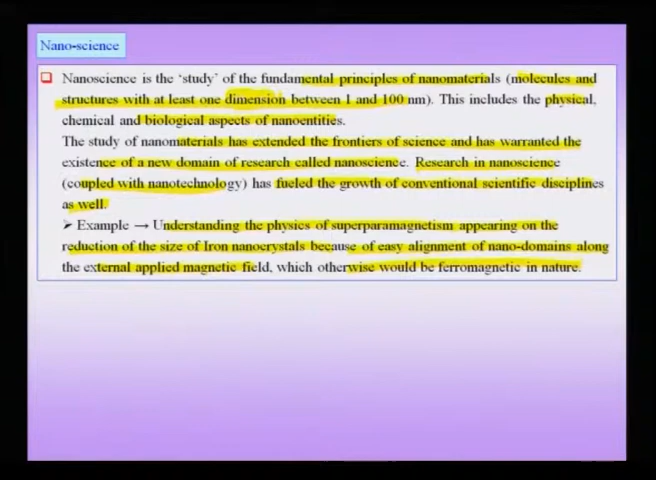 Nano-science
❑ Nanoscience is the ‘study’ of the fundamental principles of nanomaterials (molecules and
structures with at least one dimension between 1 and 100 nm). This includes the physical,
chemical and biological aspects of nanoentities.
The study of nanomaterials has extended the frontiers of science and has warranted the
existence of a new domain of research called nanoscience. Research in nanoscience
(coupled with nanotechnology) has fueled the growth of conventional scientific disciplines
as well.
➢ Example → Understanding the physics of superparamagnetism appearing on the
reduction of the size of Iron nanocrystals because of easy alignment of nano-domains along
the external applied magnetic field, which otherwise would be ferromagnetic in nature.